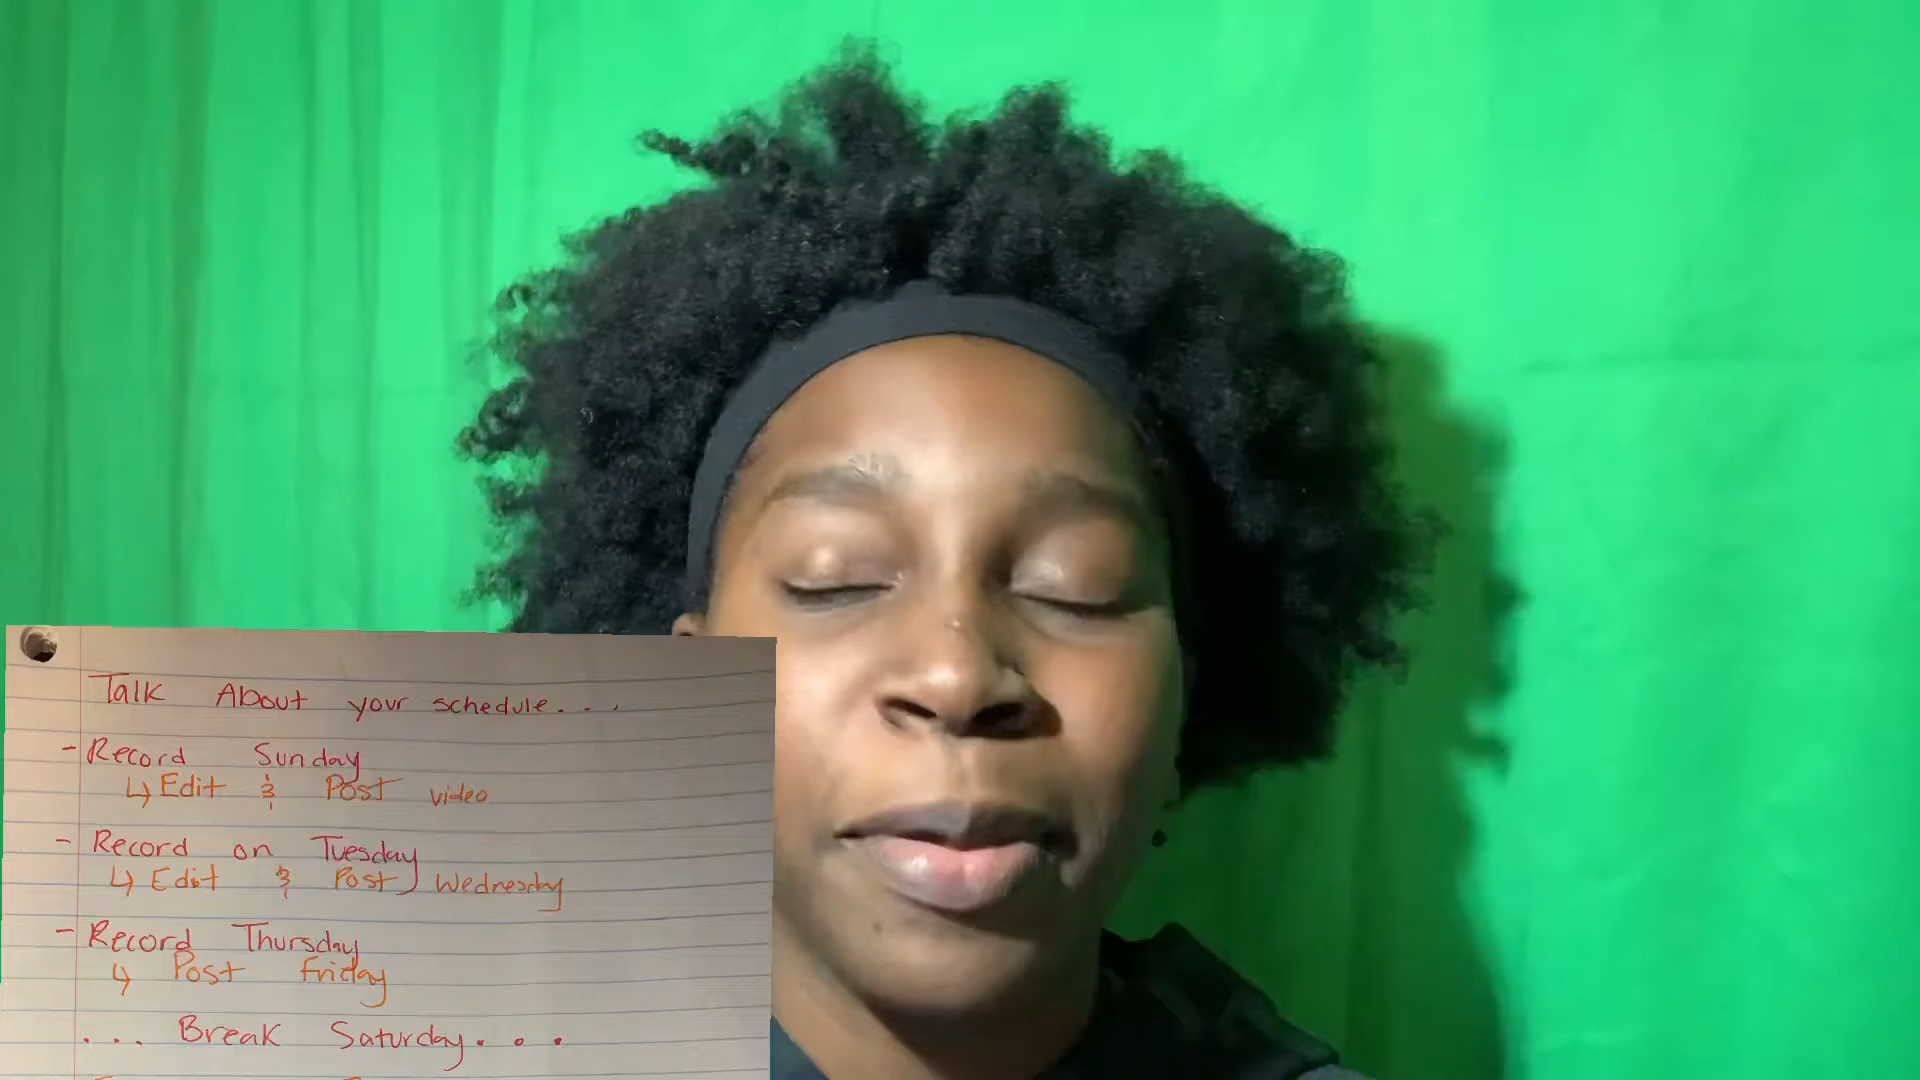 Talk About your schedule...
- Record Sunday
↳ Edit & Post video
- Record on Tuesday
↳ Edit & Post Wednesday
- Record Thursday
↳ Post Friday
... Break Saturday...